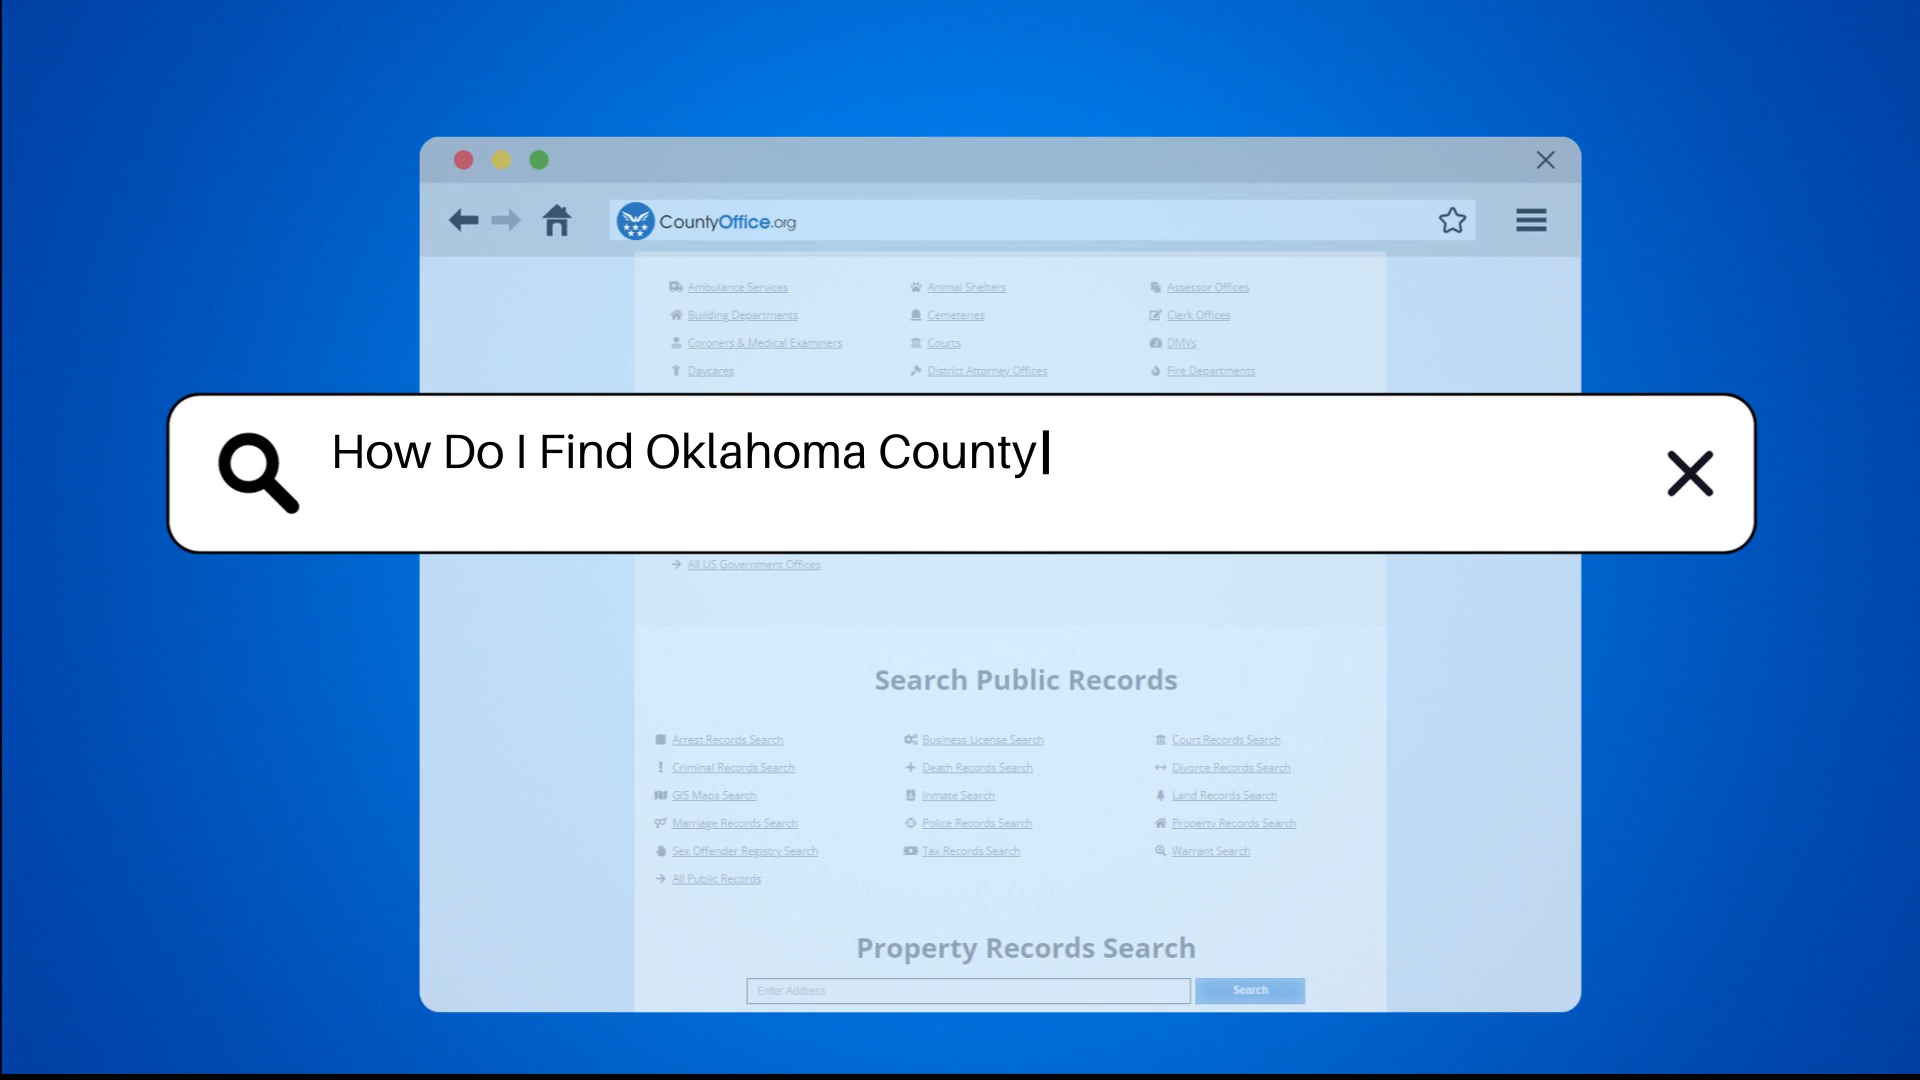 CountyOffice.org
Ambulance Services Animal Shelters Assessor Offices
Building Departments Cemeteries Clerk Offices
Coroners & Medical Examiners Courts DMVs
Daycares District Attorney Offices Fire Departments
How Do I Find Oklahoma County
All US Government Offices
Search Public Records
Arrest Records Search Business License Search Court Records Search
Criminal Records Search Death Records Search Divorce Records Search
GIS Maps Search Inmate Search Land Records Search
Marriage Records Search Police Records Search Property Records Search
Sex Offender Registry Search Tax Records Search Warrant Search
All Public Records
Property Records Search
Enter Address Search